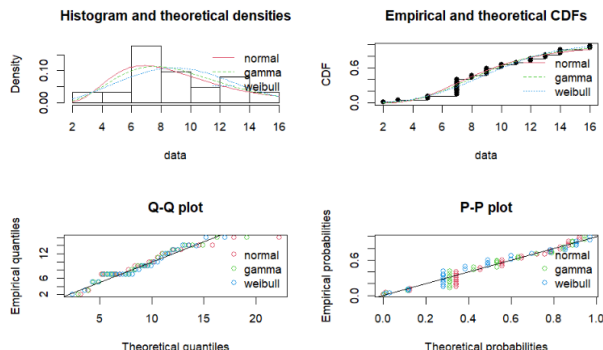 Histogram and theoretical densities
Density
0.00
0.10
normal
gamma
weibull
2 4 6 8 10 12 14 16
data
Empirical and theoretical CDFs
CDF
0.0
0.6
normal
gamma
weibull
2 4 6 8 10 12 14 16
data
Q-Q plot
Empirical quantiles
2 6 12
normal
gamma
weibull
5 10 15 20
Theoretical quantiles
P-P plot
Empirical probabilities
0.0
0.6
normal
gamma
weibull
0.0 0.2 0.4 0.6 0.8 1.0
Theoretical probabilities